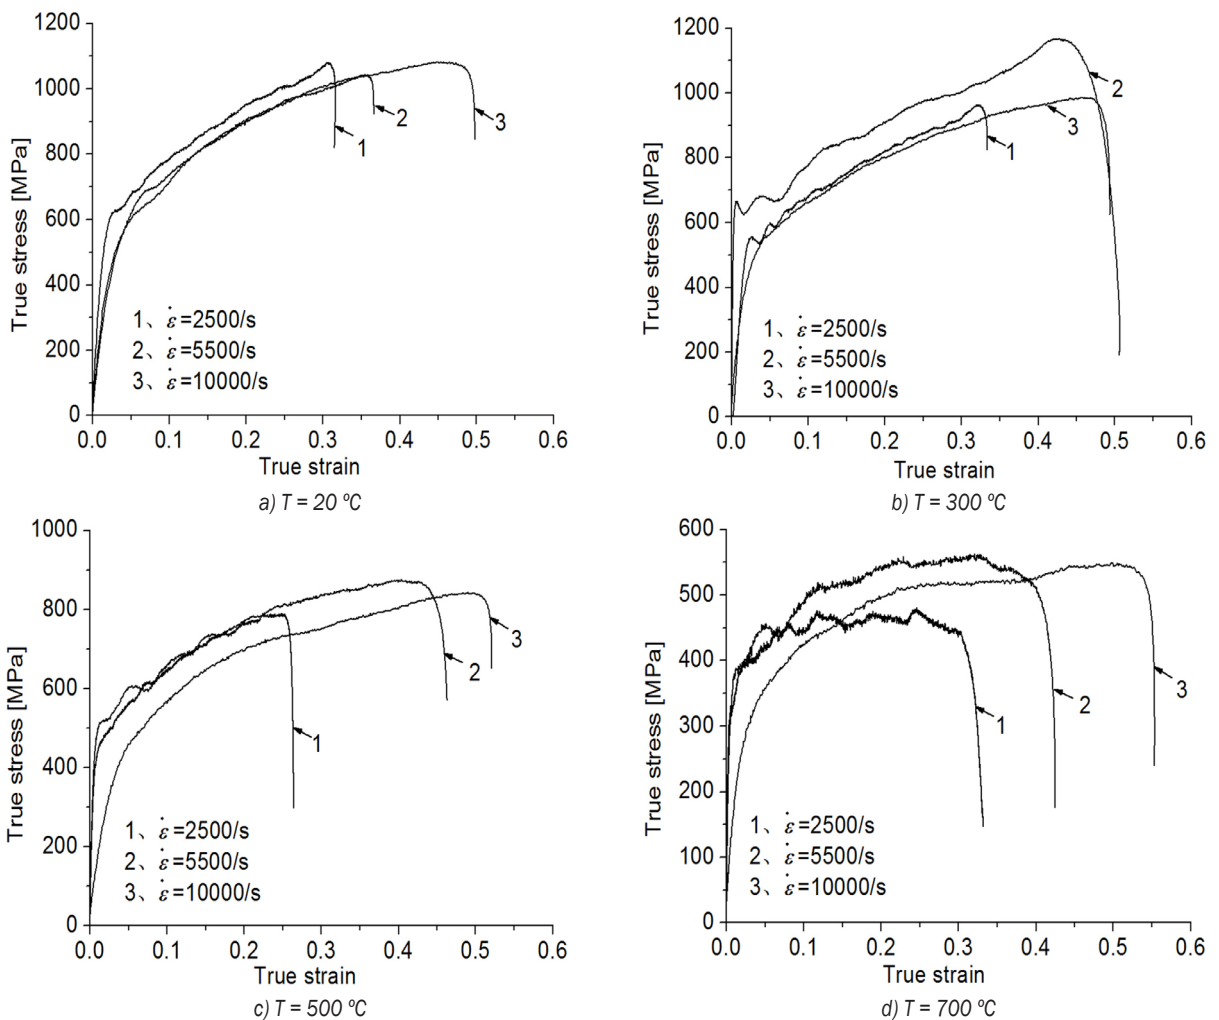 1200
1000
800
600
400
200
0
True stress [MPa]
1
2
3
1、 ε̇=2500/s
2、 ε̇=5500/s
3、 ε̇=10000/s
0.0 0.1 0.2 0.3 0.4 0.5 0.6
True strain
a) T = 20 ºC
1200
1000
800
600
400
200
0
True stress [MPa]
2
3
1
1、 ε̇=2500/s
2、 ε̇=5500/s
3、 ε̇=10000/s
0.0 0.1 0.2 0.3 0.4 0.5 0.6
True strain
b) T = 300 ºC
1000
800
600
400
200
0
True stress [MPa]
3
2
1
1、 ε̇=2500/s
2、 ε̇=5500/s
3、 ε̇=10000/s
0.0 0.1 0.2 0.3 0.4 0.5 0.6
True strain
c) T = 500 ºC
600
500
400
300
200
100
0
True stress [MPa]
3
2
1
1、 ε̇=2500/s
2、 ε̇=5500/s
3、 ε̇=10000/s
0.0 0.1 0.2 0.3 0.4 0.5 0.6
True strain
d) T = 700 ºC